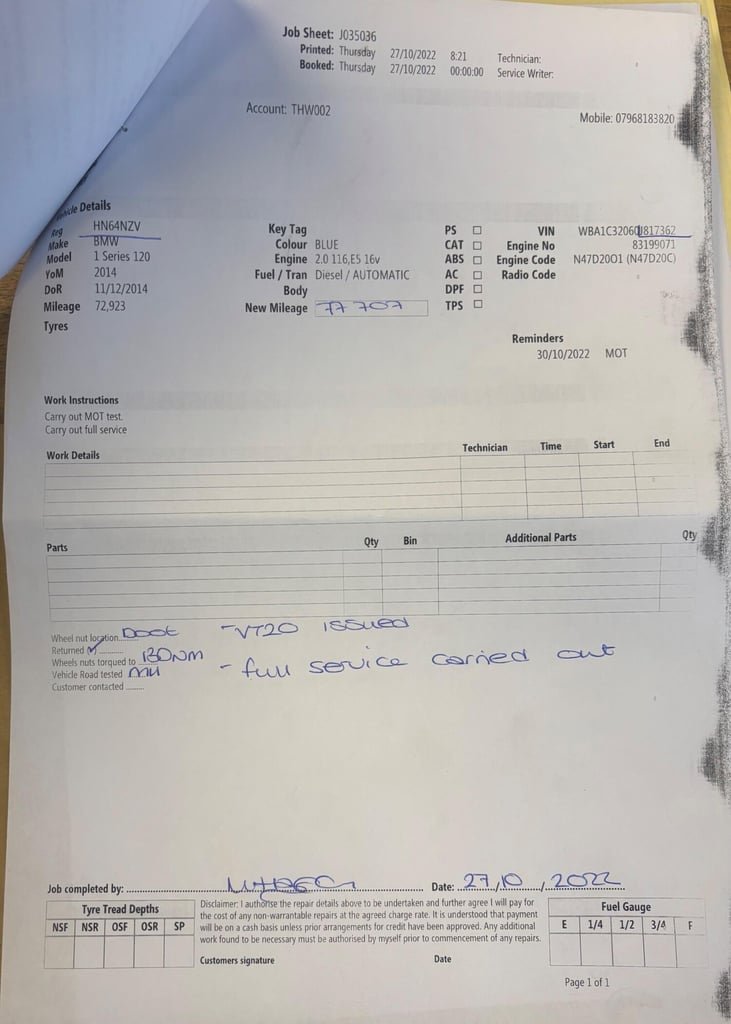 Job Sheet: J035036
Printed: Thursday 27/10/2022 8:21 Technician:
Booked: Thursday 27/10/2022 00:00:00 Service Writer:
Account: THW002
Mobile: 07968183820
Vehicle Details
Reg HN64NZV Key Tag PS VIN WBA1C32060J817362
Make BMW Colour BLUE CAT Engine No 83199071
Model 1 Series 120 Engine 2.0 116,E5 16v ABS Engine Code N47D20O1 (N47D20C)
YoM 2014 Fuel / Tran Diesel / AUTOMATIC AC Radio Code
DoR 11/12/2014 Body DPF
Mileage 72,923 New Mileage 77 707 TPS
Tyres
Reminders
30/10/2022 MOT
Work Instructions
Carry out MOT test.
Carry out full service
Work Details Technician Time Start End
Parts Qty Bin Additional Parts Qty
Wheel nut location Boot - VT20 issued
Returned
Wheels nuts torqued to 130NM
Vehicle Road tested MH - full service carried out
Customer contacted
Job completed by: Date: 27/10/2022
Tyre Tread Depths
NSF NSR OSF OSR SP
Disclaimer: I authorise the repair details above to be undertaken and further agree I will pay
for the cost of any non-warrantable repairs at the agreed charge rate. It is understood that payment
will be on cash basis unless prior arrangements for credit have been approved. Any additional
work found to be necessary must be authorised by myself prior to commencement of any repairs.
Customers signature Date
Fuel Gauge
E 1/4 1/2 3/4 F
Page 1 of 1